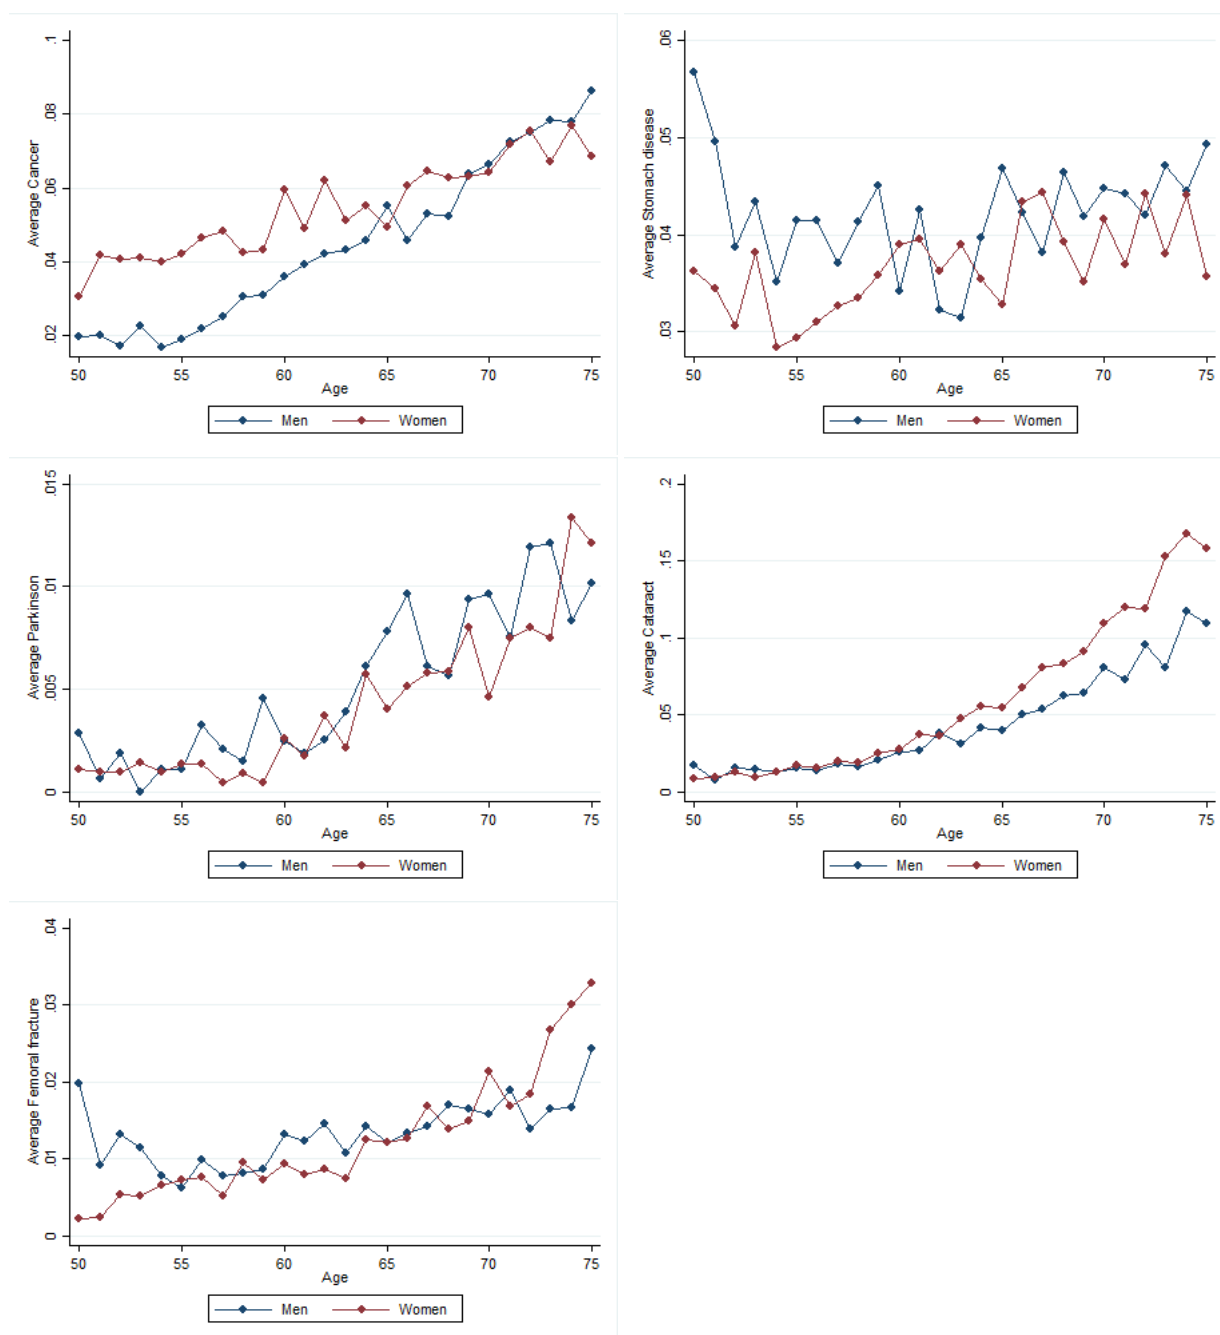 Average Cancer
.1
.08
.06
.04
.02
50 55 60 65 70 75
Age
Men Women
Average Stomach disease
.06
.05
.04
.03
50 55 60 65 70 75
Age
Men Women
Average Parkinson
.015
.01
.005
0
50 55 60 65 70 75
Age
Men Women
Average Cataract
.2
.15
.1
.05
0
50 55 60 65 70 75
Age
Men Women
Average Femoral fracture
.04
.03
.02
.01
0
50 55 60 65 70 75
Age
Men Women